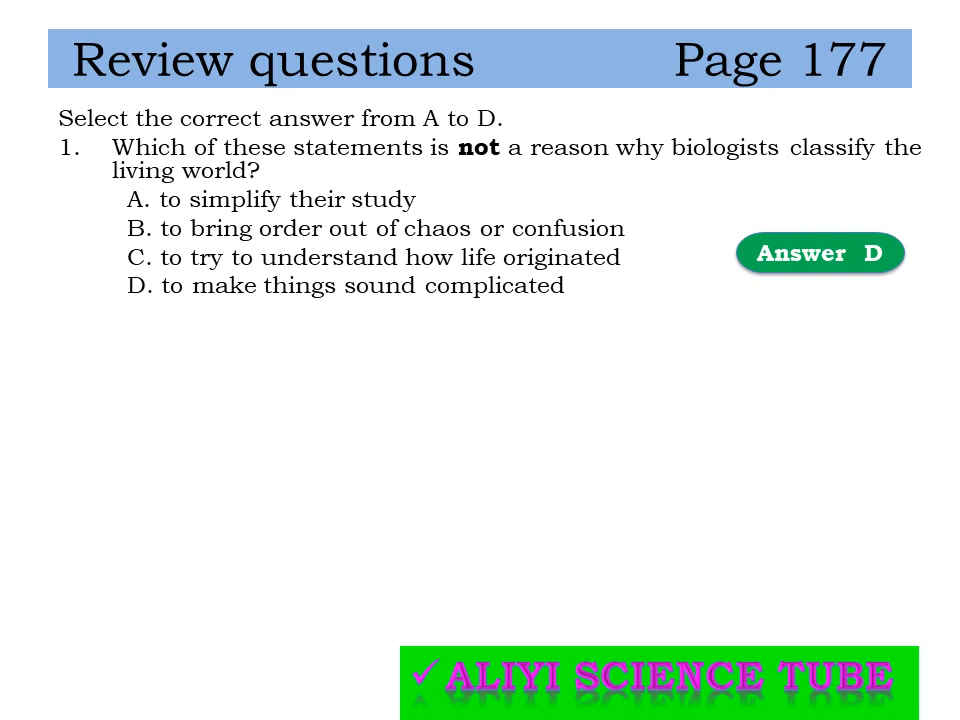 Review questions Page 177
Select the correct answer from A to D.
1. Which of these statements is not a reason why biologists classify the
living world?
A. to simplify their study
B. to bring order out of chaos or confusion
C. to try to understand how life originated
D. to make things sound complicated
Answer D
✓ALIYI SCIENCE TUBE